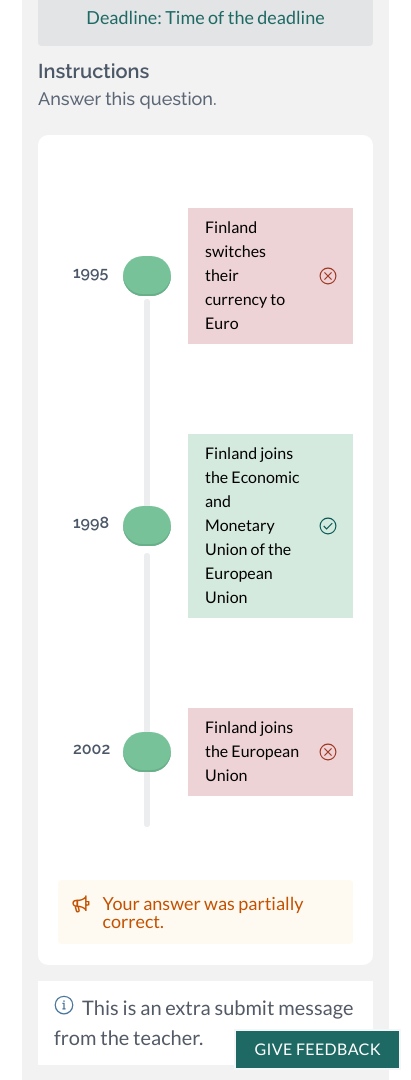 Deadline: Time of the deadline
Instructions
Answer this question.
1995
Finland
switches
their
currency to
Euro
1998
Finland joins
the Economic
and
Monetary
Union of the
European
Union
2002
Finland joins
the European
Union
Your answer was partially
correct.
This is an extra submit message
from the teacher.
GIVE FEEDBACK